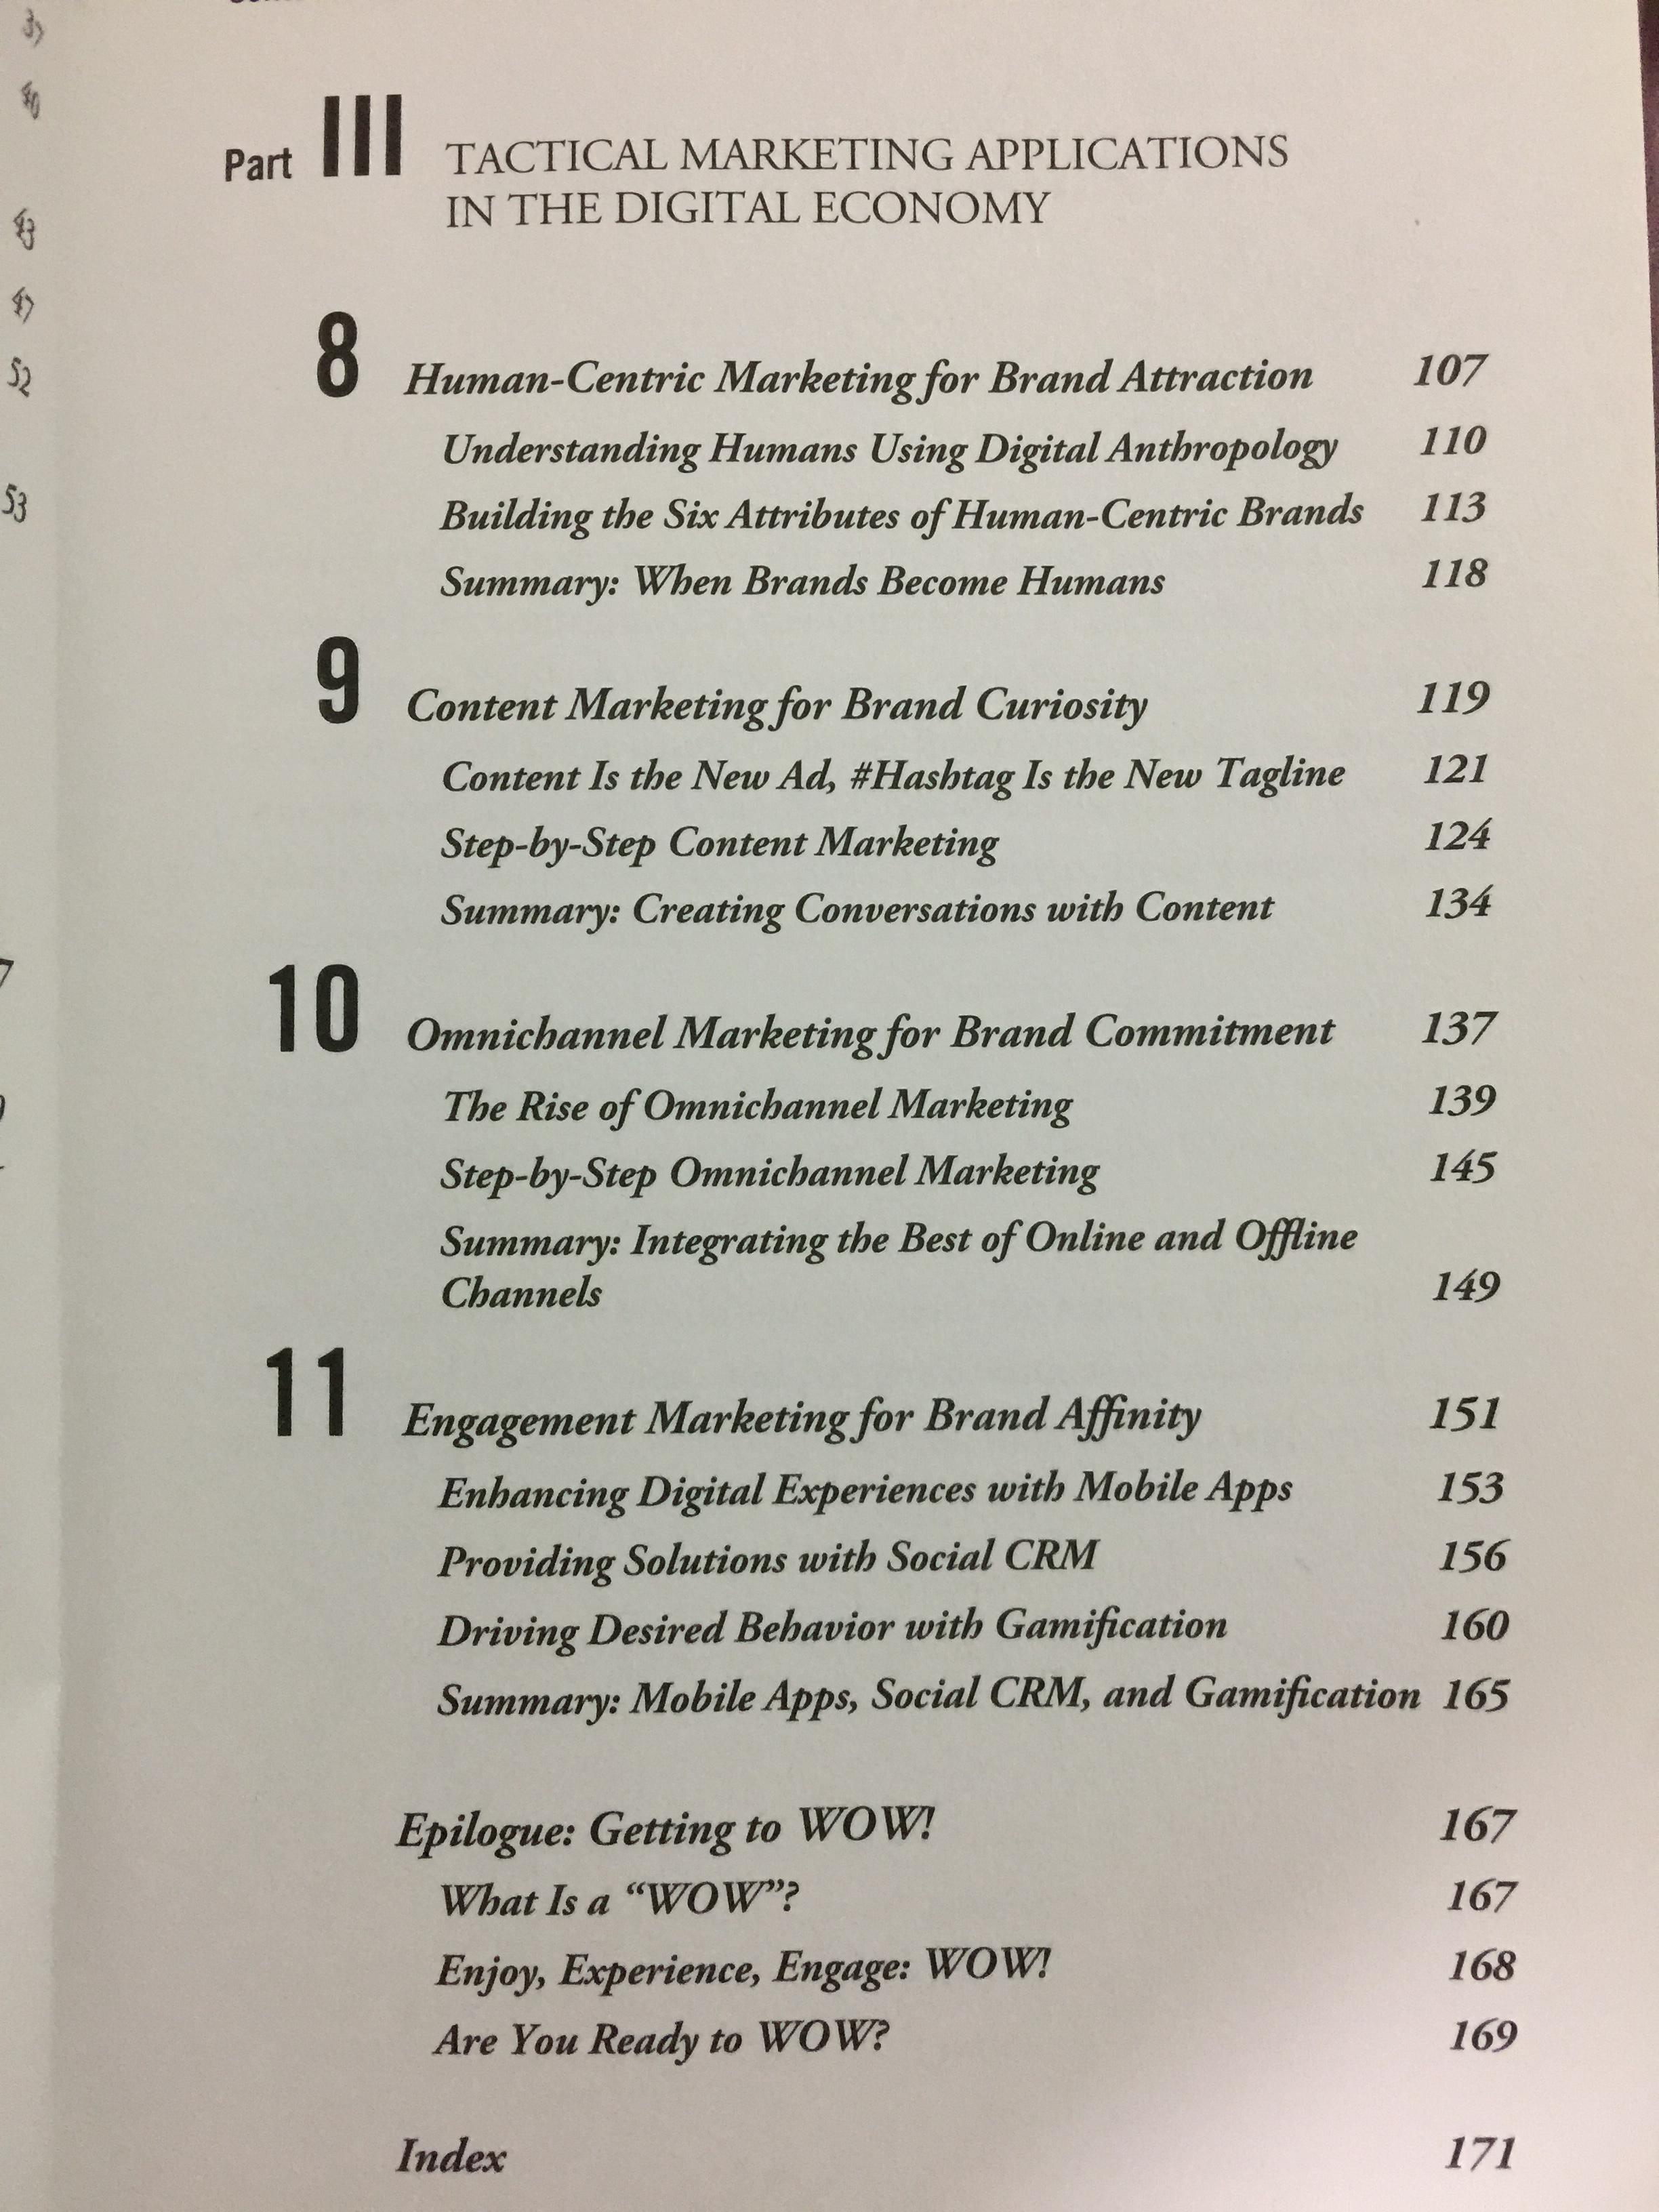 Part III TACTICAL MARKETING APPLICATIONS
IN THE DIGITAL ECONOMY
8 Human-Centric Marketing for Brand Attraction 107
Understanding Humans Using Digital Anthropology 110
Building the Six Attributes of Human-Centric Brands 113
Summary: When Brands Become Humans 118
9 Content Marketing for Brand Curiosity 119
Content Is the New Ad, #Hashtag Is the New Tagline 121
Step-by-Step Content Marketing 124
Summary: Creating Conversations with Content 134
10 Omnichannel Marketing for Brand Commitment 137
The Rise of Omnichannel Marketing 139
Step-by-Step Omnichannel Marketing 145
Summary: Integrating the Best of Online and Offline
Channels 149
11 Engagement Marketing for Brand Affinity 151
Enhancing Digital Experiences with Mobile Apps 153
Providing Solutions with Social CRM 156
Driving Desired Behavior with Gamification 160
Summary: Mobile Apps, Social CRM, and Gamification 165
Epilogue: Getting to WOW! 167
What Is a “WOW”? 167
Enjoy, Experience, Engage: WOW! 168
Are You Ready to WOW? 169
Index 171
52
53